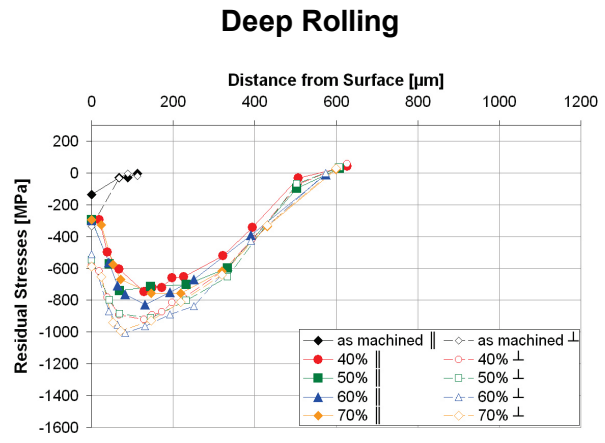 Deep Rolling
Distance from Surface [µm]
0 200 400 600 800 1000 1200
200
0
-200
-400
-600
-800
-1000
-1200
-1400
-1600
Residual Stresses [MPa]
as machined ∥ as machined ⊥
40% ∥ 40% ⊥
50% ∥ 50% ⊥
60% ∥ 60% ⊥
70% ∥ 70% ⊥